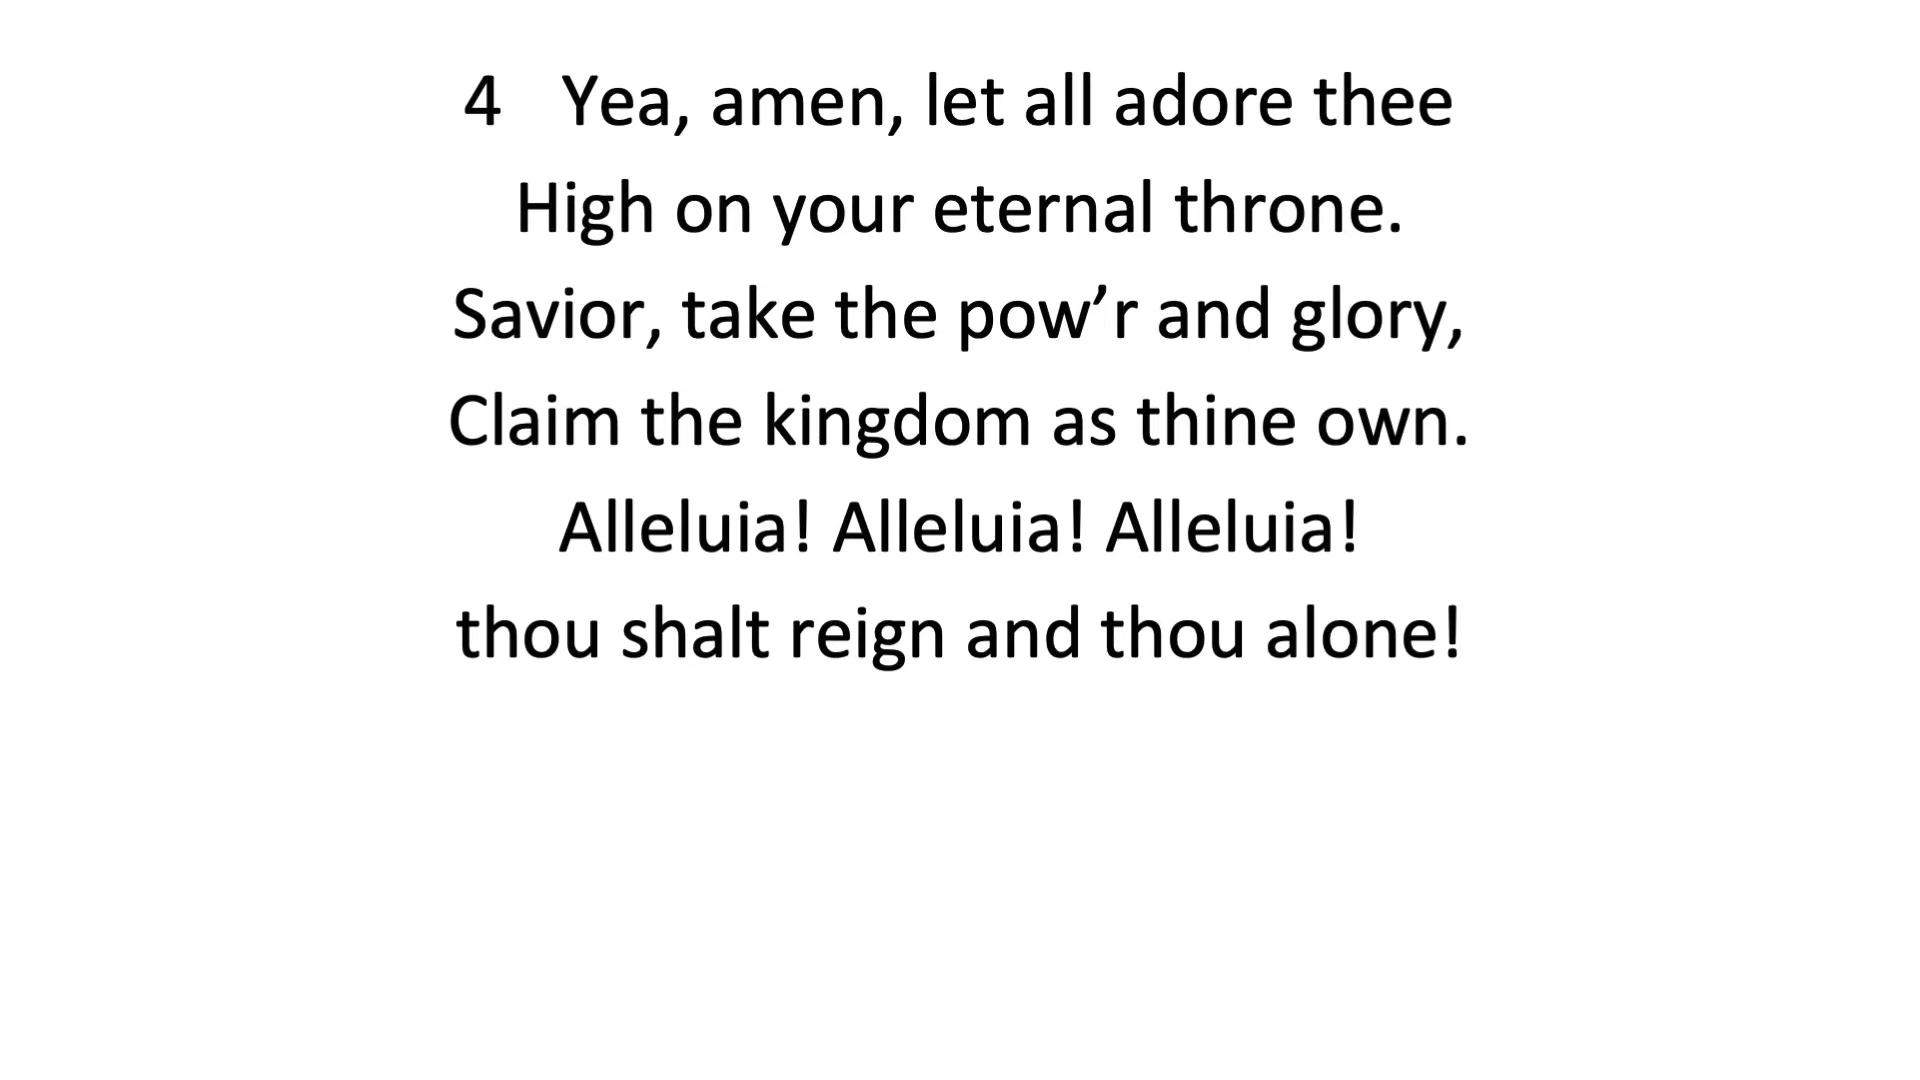 4 Yea, amen, let all adore thee
High on your eternal throne.
Savior, take the pow’r and glory,
Claim the kingdom as thine own.
Alleluia! Alleluia! Alleluia!
thou shalt reign and thou alone!